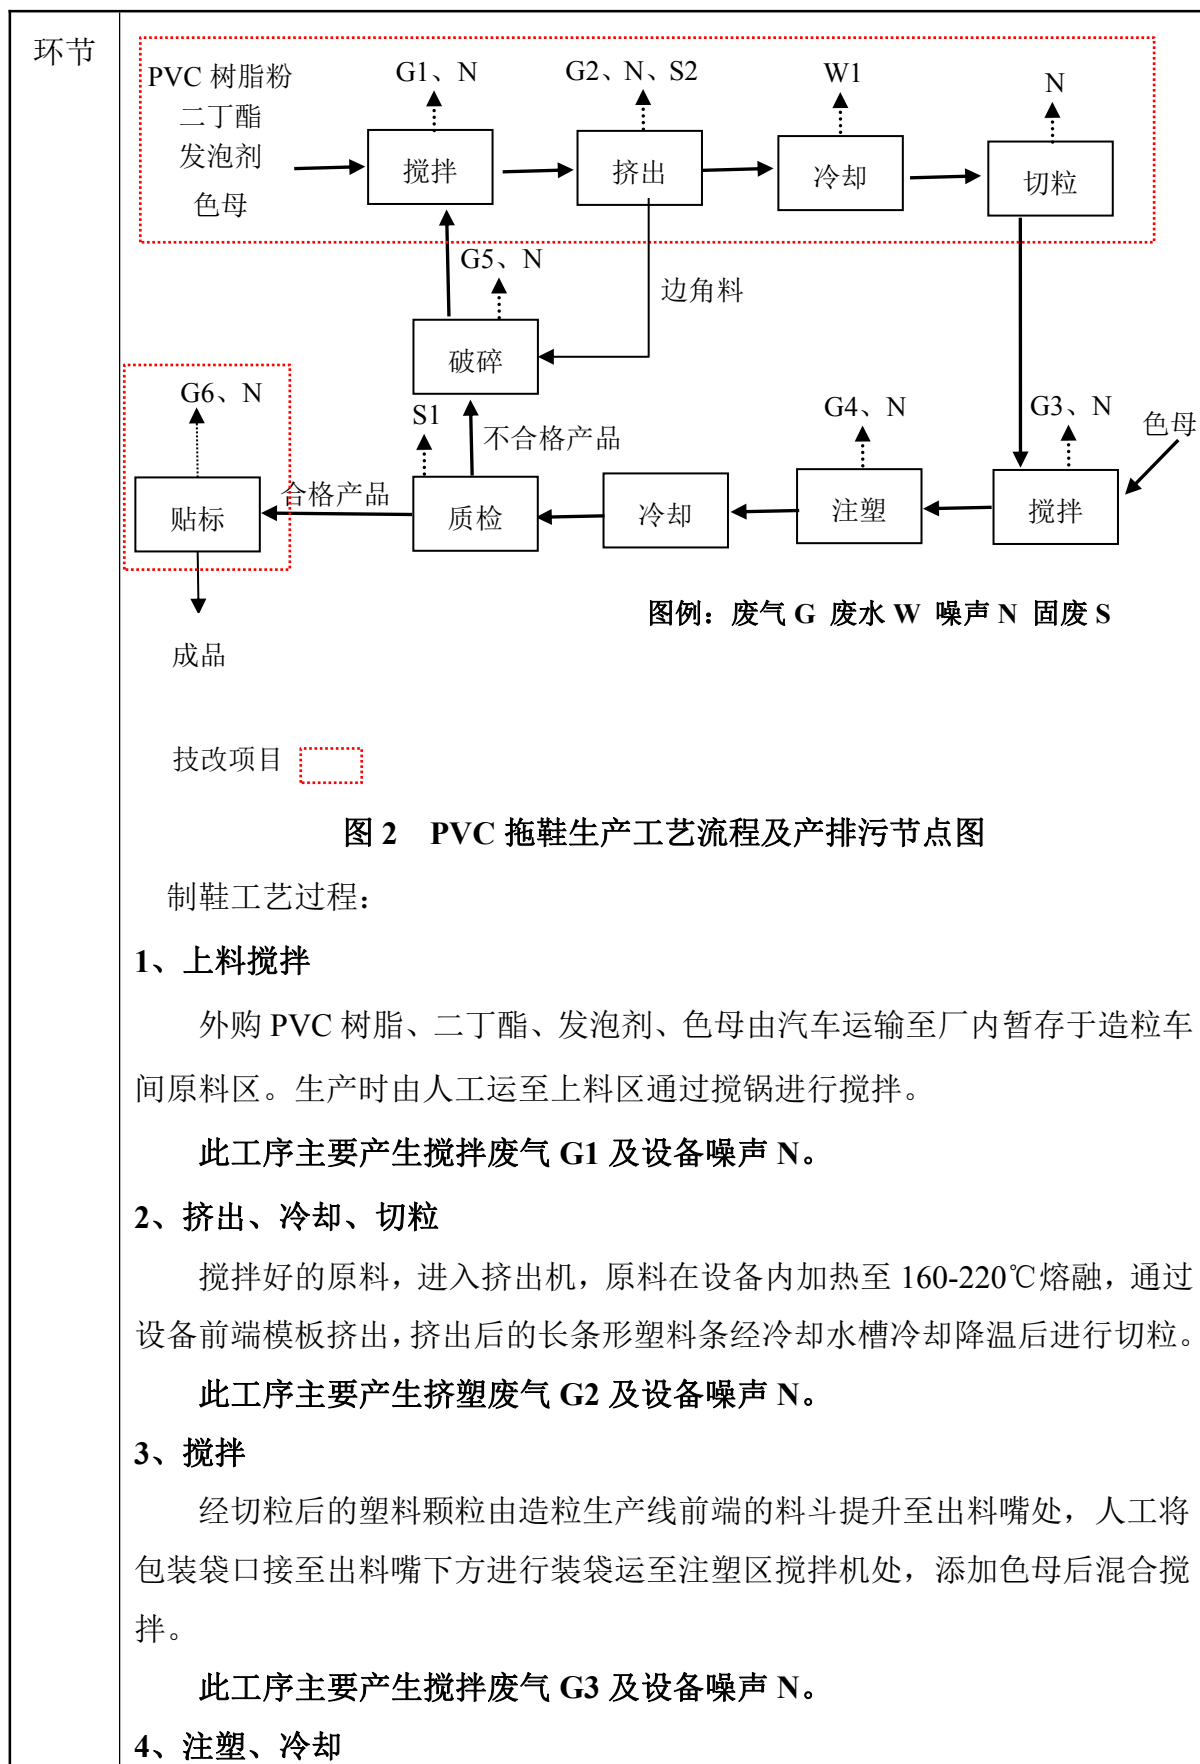 环节
PVC 树脂粉
二丁酯
发泡剂
色母
G1、N
G2、N、S2
W1
N
搅拌
挤出
冷却
切粒
G5、N
边角料
破碎
G6、N
S1
不合格产品
G4、N
G3、N
色母
贴标
合格产品
质检
冷却
注塑
搅拌
图例：废气 G 废水 W 噪声 N 固废 S
成品
技改项目
图 2 PVC 拖鞋生产工艺流程及产排污节点图
制鞋工艺过程：
1、上料搅拌
外购 PVC 树脂、二丁酯、发泡剂、色母由汽车运输至厂内暂存于造粒车
间原料区。生产时由人工运至上料区通过搅锅进行搅拌。
此工序主要产生搅拌废气 G1 及设备噪声 N。
2、挤出、冷却、切粒
搅拌好的原料，进入挤出机，原料在设备内加热至 160-220℃熔融，通过
设备前端模板挤出，挤出后的长条形塑料条经冷却水槽冷却降温后进行切粒。
此工序主要产生挤塑废气 G2 及设备噪声 N。
3、搅拌
经切粒后的塑料颗粒由造粒生产线前端的料斗提升至出料嘴处，人工将
包装袋口接至出料嘴下方进行装袋运至注塑区搅拌机处，添加色母后混合搅
拌。
此工序主要产生搅拌废气 G3 及设备噪声 N。
4、注塑、冷却